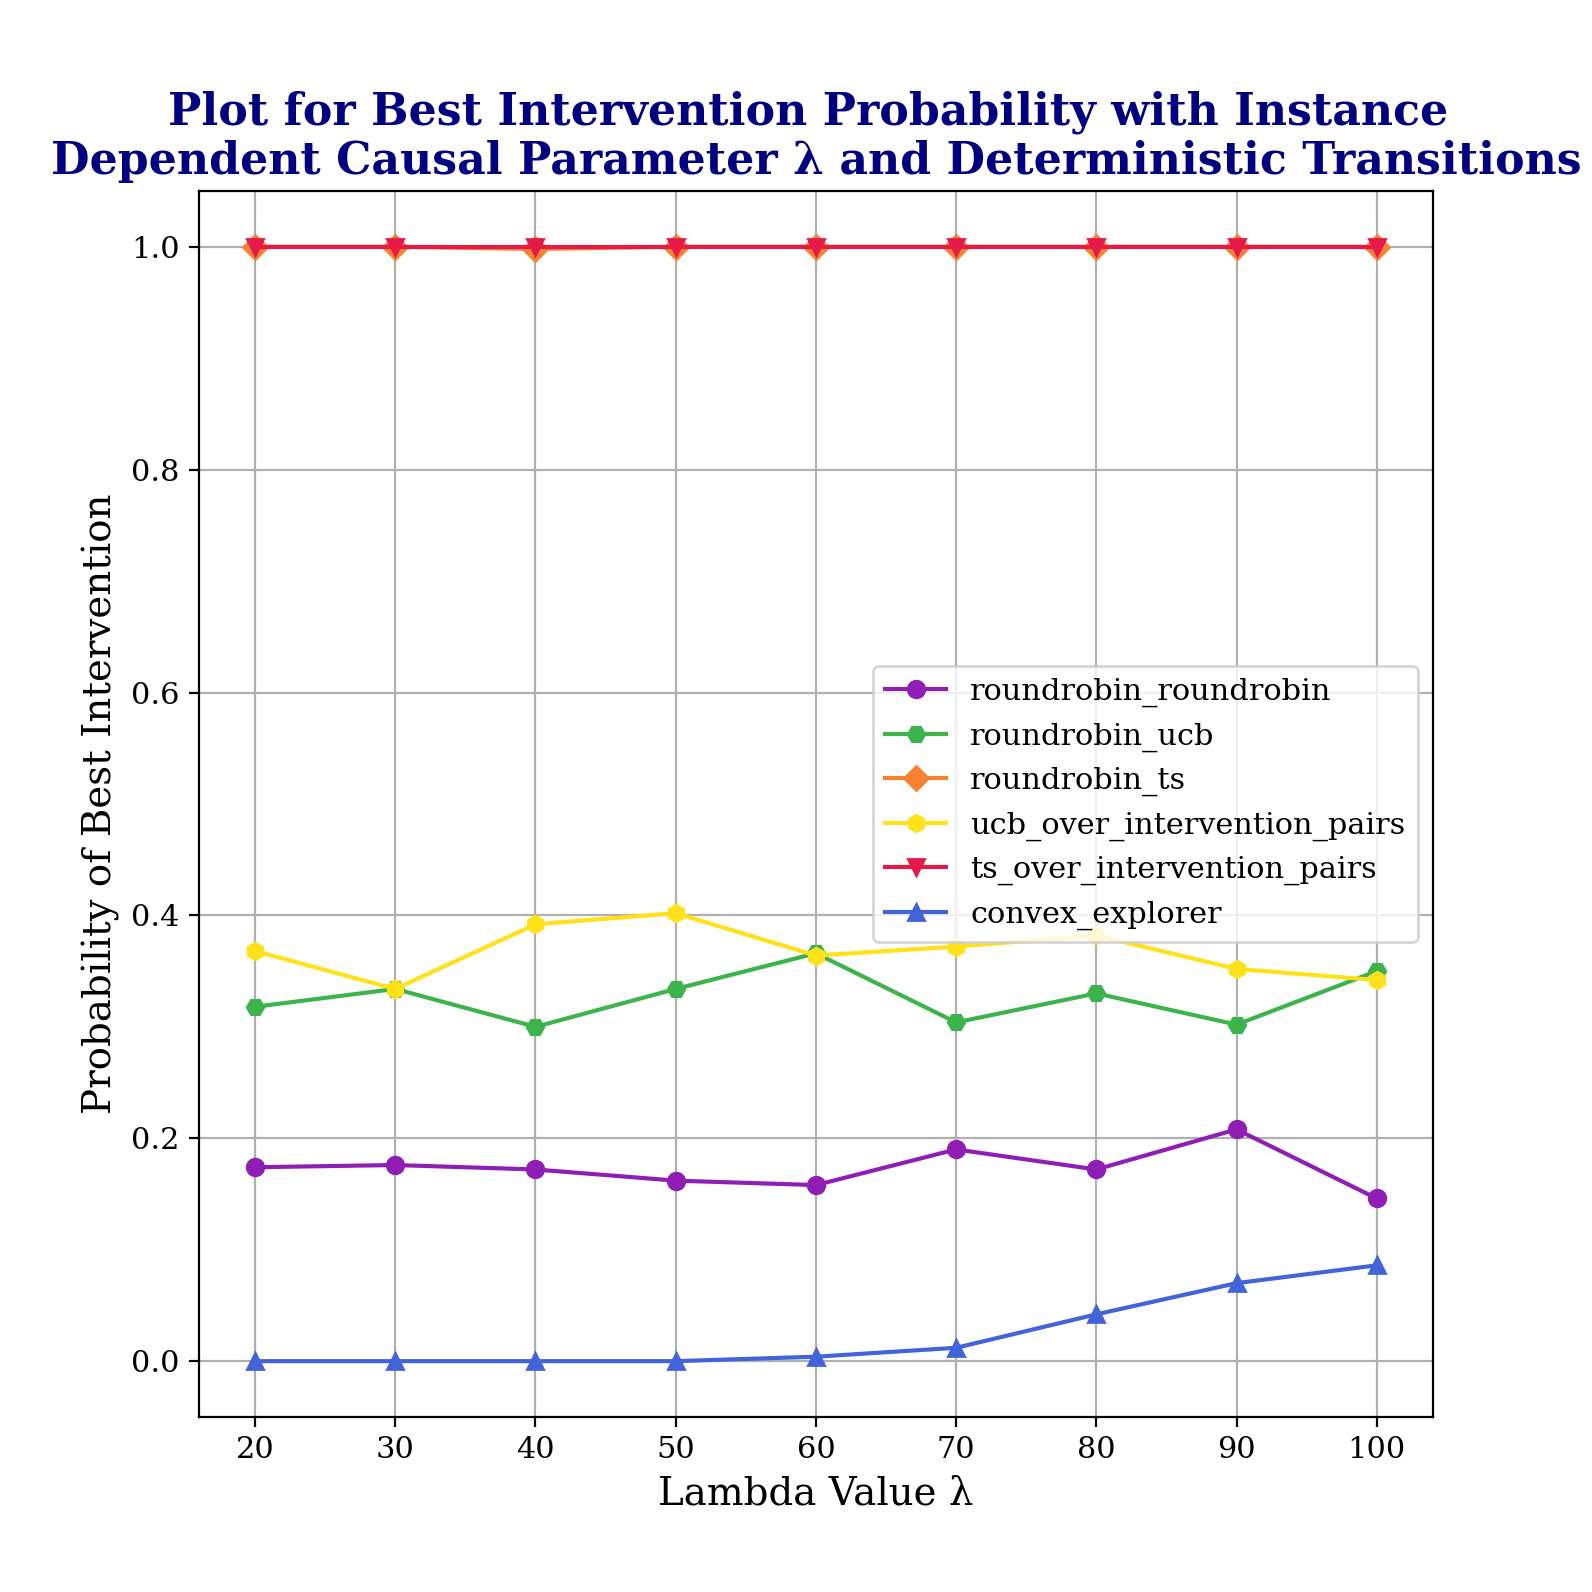 Plot for Best Intervention Probability with Instance
Dependent Causal Parameter λ and Deterministic Transitions
Probability of Best Intervention
1.0
0.8
0.6
0.4
0.2
0.0
roundrobin_roundrobin
roundrobin_ucb
roundrobin_ts
ucb_over_intervention_pairs
ts_over_intervention_pairs
convex_explorer
20 30 40 50 60 70 80 90 100
Lambda Value λ